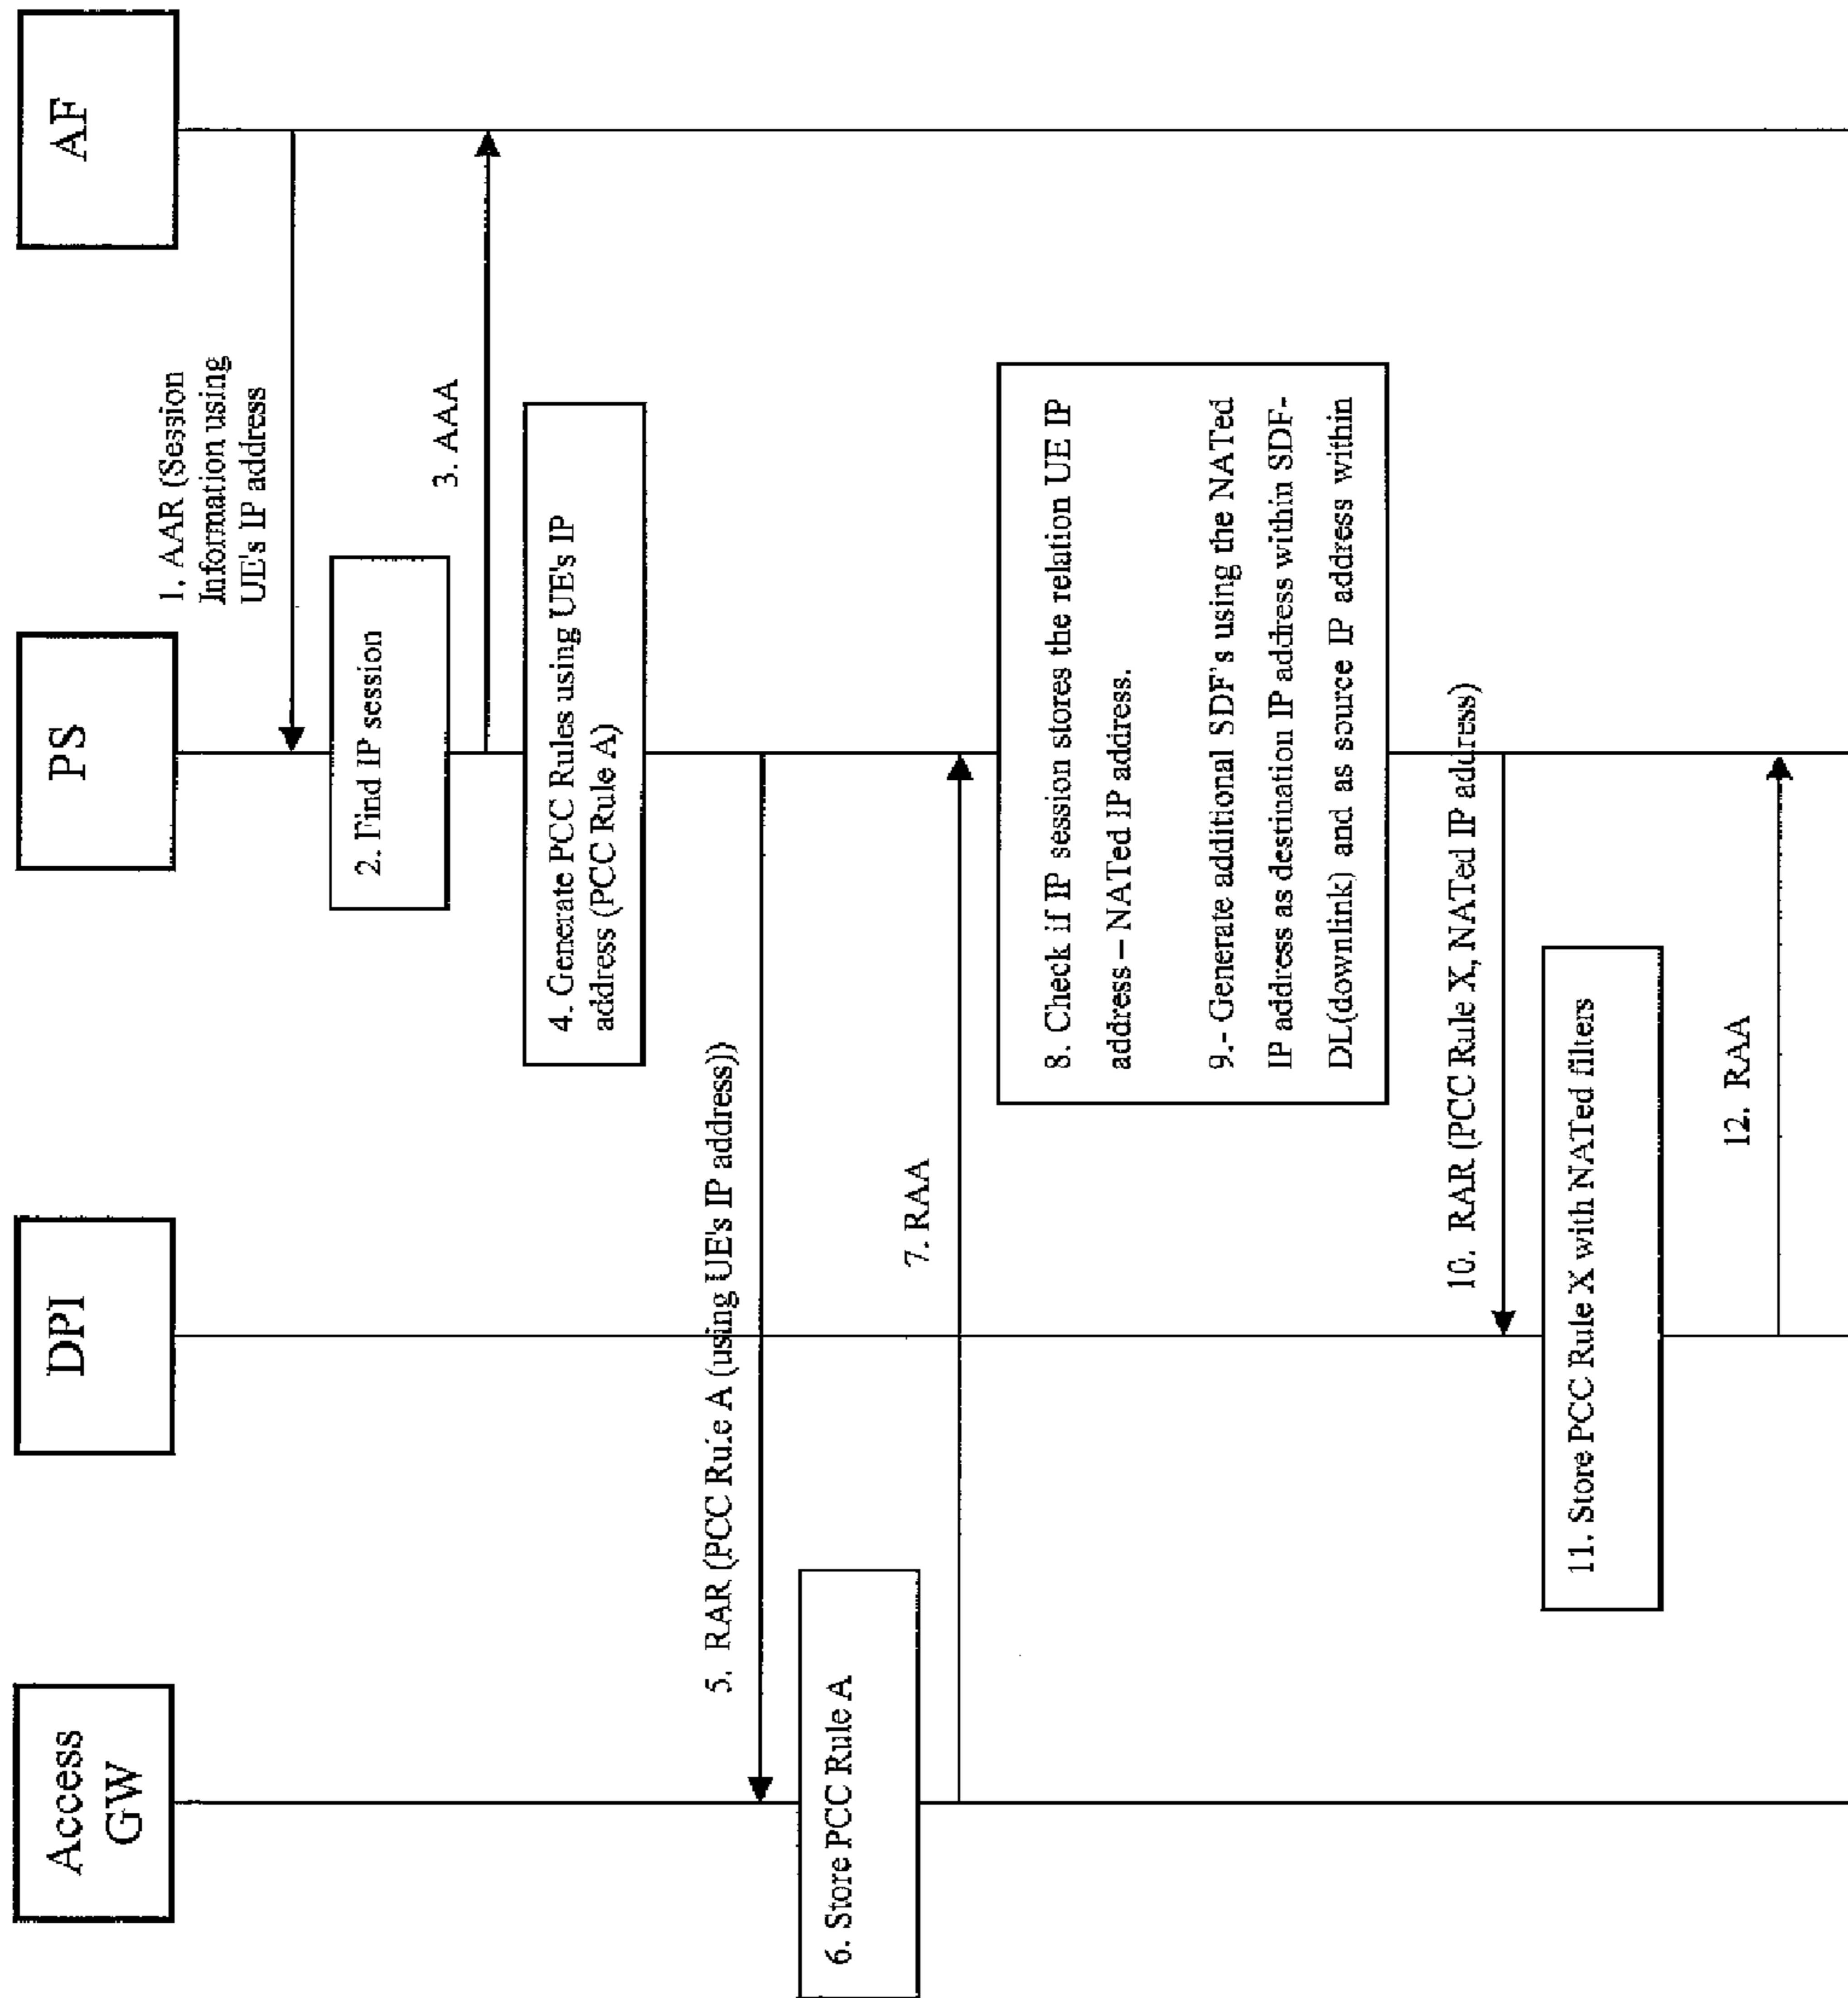 Access
GW
DPI
PS
AF
1. AAR (Session
Information using
UE's IP address
2. Find IP session
3. AAA
4. Generate PCC Rules using UE's IP
address (PCC Rule A)
5. RAR (PCC Rule A (using UE's IP address))
6. Store PCC Rule A
7. RAA
8. Check if IP session stores the relation UE IP
address – NATed IP address.
9.- Generate additional SDF's using the NATed
IP address as destination IP address within SDF-
DL(downlink) and as source IP address within
10. RAR (PCC Rule X, NATed IP address)
11. Store PCC Rule X with NATed filters
12. RAA